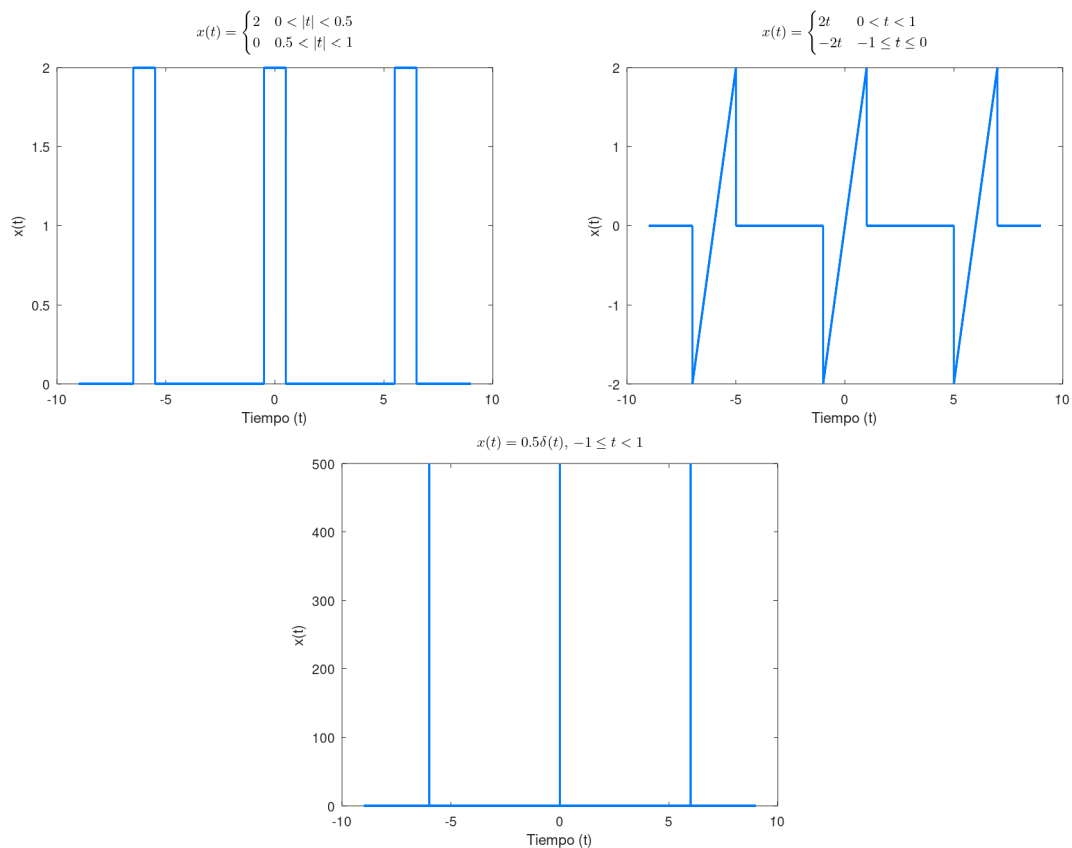 x(t) = { 2 0 < |t| < 0.5
0 0.5 < |t| < 1
2
1.5
1
0.5
0
-10 -5 0 5 10
x(t)
Tiempo (t)
x(t) = { 2t 0 < t < 1
−2t −1 ≤ t ≤ 0
2
1
0
-1
-2
-10 -5 0 5 10
x(t)
Tiempo (t)
x(t) = 0.5δ(t), −1 ≤ t < 1
500
400
300
200
100
0
-10 -5 0 5 10
x(t)
Tiempo (t)